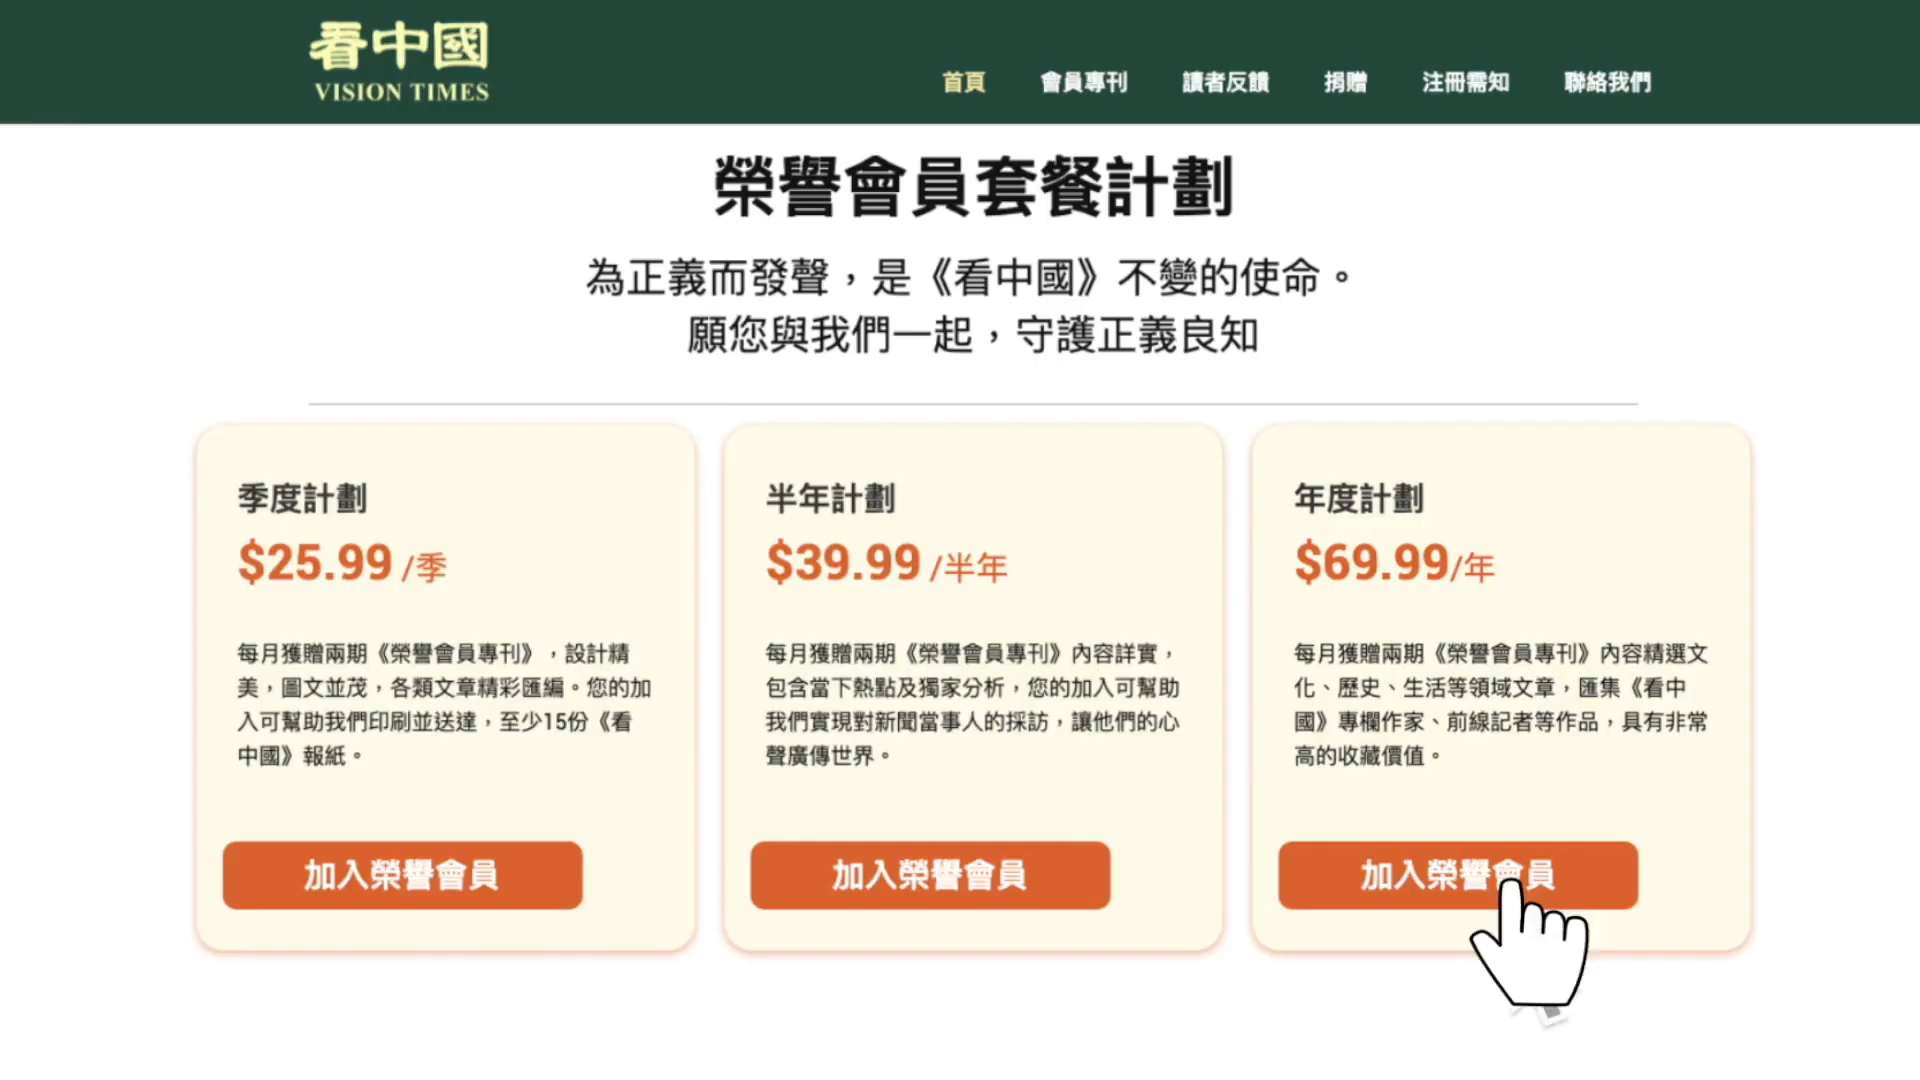 看中國
VISION TIMES
首頁 會員專刊 讀者反饋 捐贈 注冊需知 聯絡我們
榮譽會員套餐計劃
為正義而發聲，是《看中國》不變的使命。
願您與我們一起，守護正義良知
季度計劃
$25.99 /季
每月獲贈兩期《榮譽會員專刊》，設計精
美，圖文並茂，各類文章精彩匯編。您的加
入可幫助我們印刷並送達，至少15份《看
中國》報紙。
加入榮譽會員
半年計劃
$39.99 /半年
每月獲贈兩期《榮譽會員專刊》內容詳實，
包含當下熱點及獨家分析，您的加入可幫助
我們實現對新聞當事人的採訪，讓他們的心
聲廣傳世界。
加入榮譽會員
年度計劃
$69.99/年
每月獲贈兩期《榮譽會員專刊》內容精選文
化、歷史、生活等領域文章，匯集《看中
國》專欄作家、前線記者等作品，具有非常
高的收藏價值。
加入榮譽會員